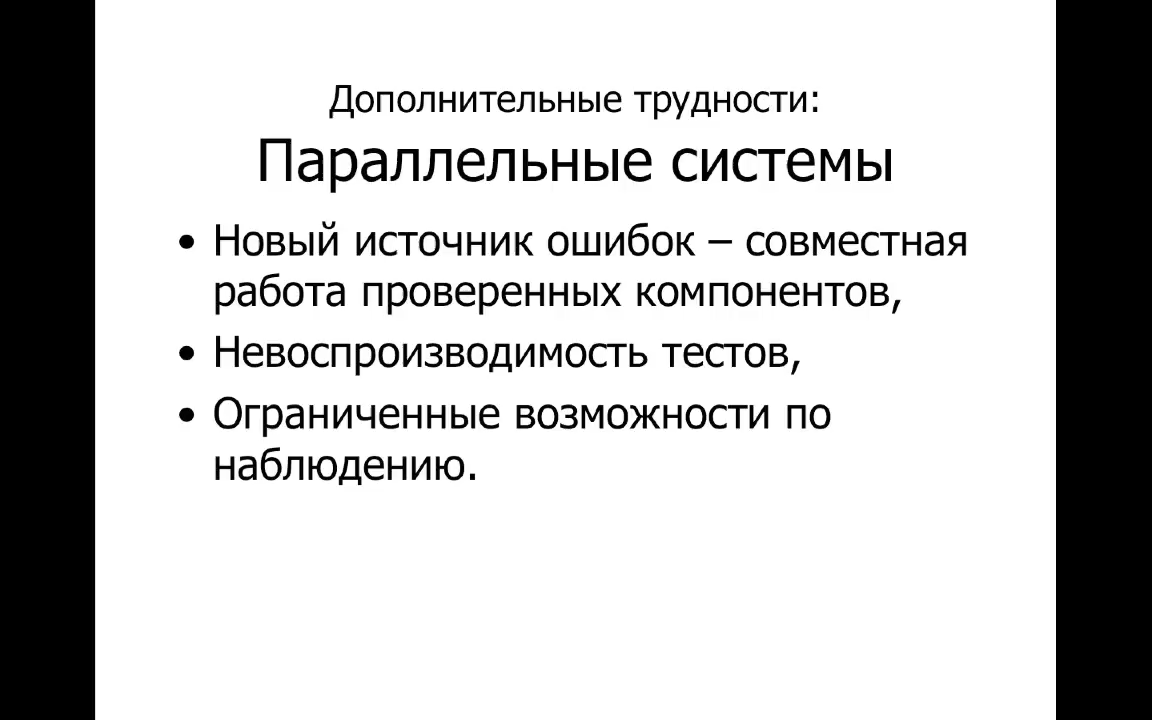 Дополнительные трудности:
Параллельные системы
• Новый источник ошибок – совместная
работа проверенных компонентов,
• Невоспроизводимость тестов,
• Ограниченные возможности по
наблюдению.